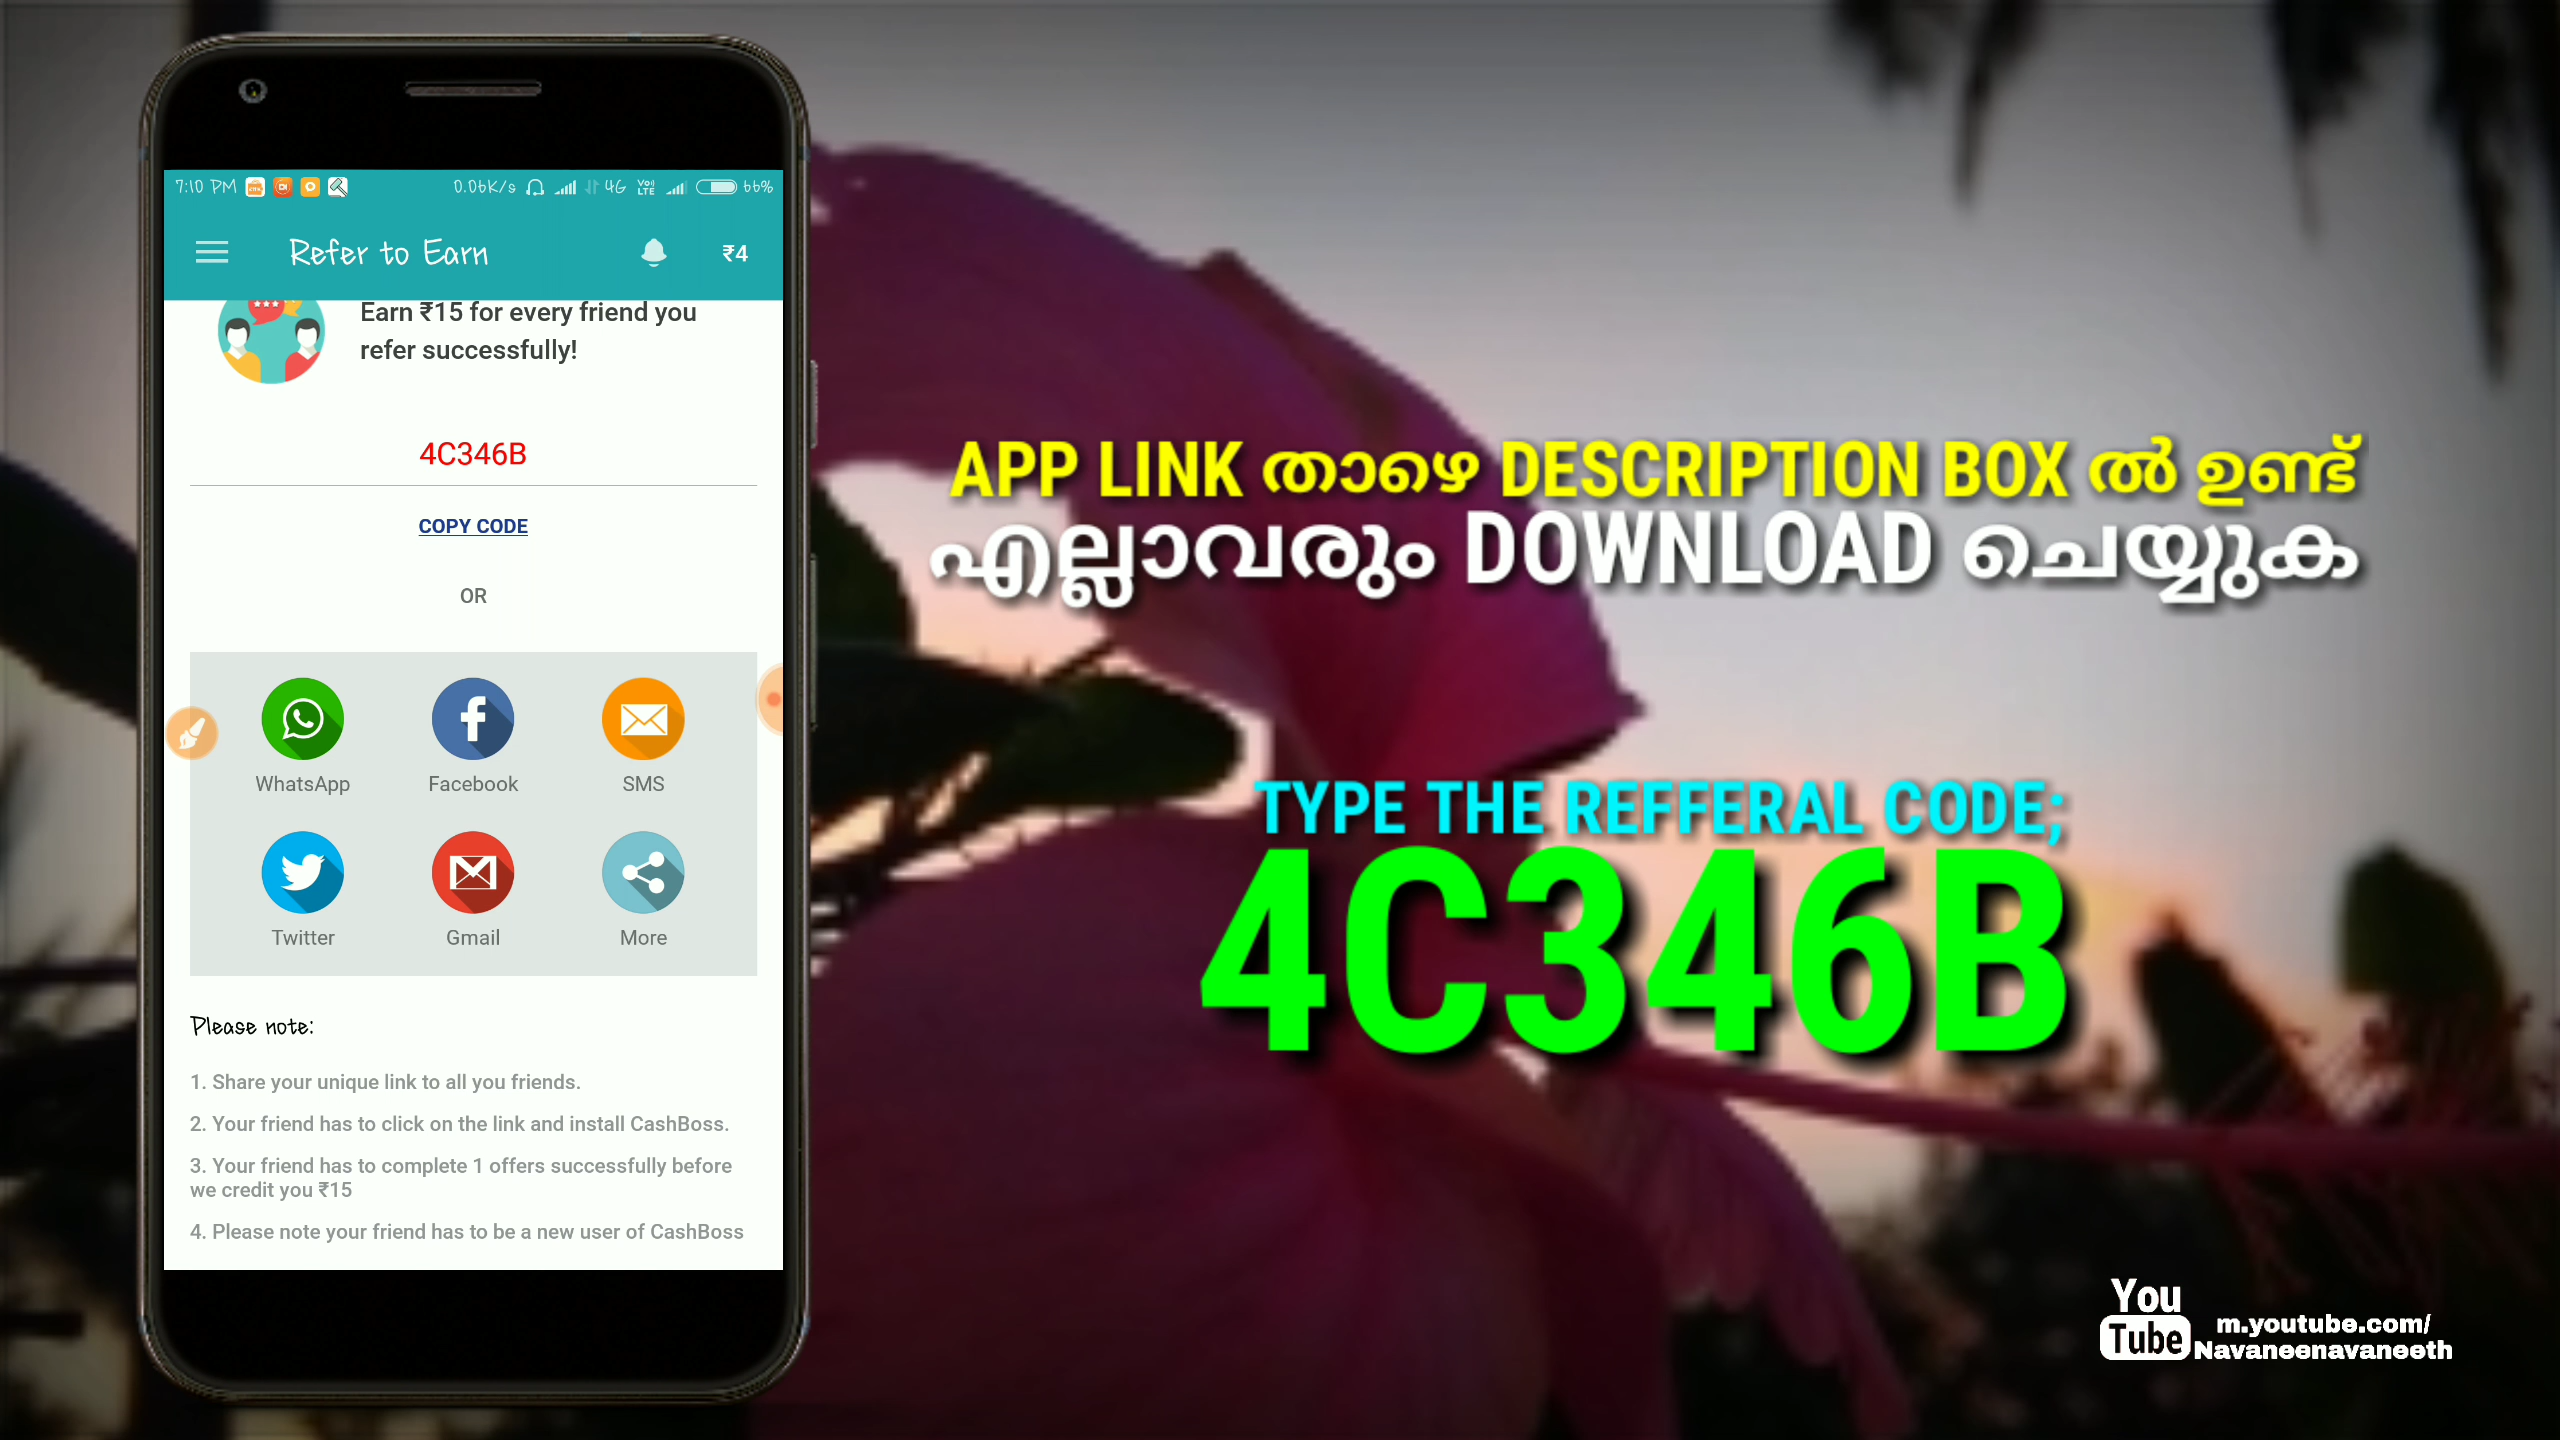 7:10 PM 0.06K/s 4G VoLTE 66%
Refer to Earn ₹4
Earn ₹15 for every friend you
refer successfully!
4C346B
COPY CODE
OR
WhatsApp Facebook SMS
Twitter Gmail More
Please note:
1. Share your unique link to all you friends.
2. Your friend has to click on the link and install CashBoss.
3. Your friend has to complete 1 offers successfully before
we credit you ₹15
4. Please note your friend has to be a new user of CashBoss
APP LINK താഴെ DESCRIPTION BOX ൽ ഉണ്ട്
എല്ലാവരും DOWNLOAD ചെയ്യുക
TYPE THE REFFERAL CODE;
4C346B
You
Tube
m.youtube.com/
Navaneenavaneeth